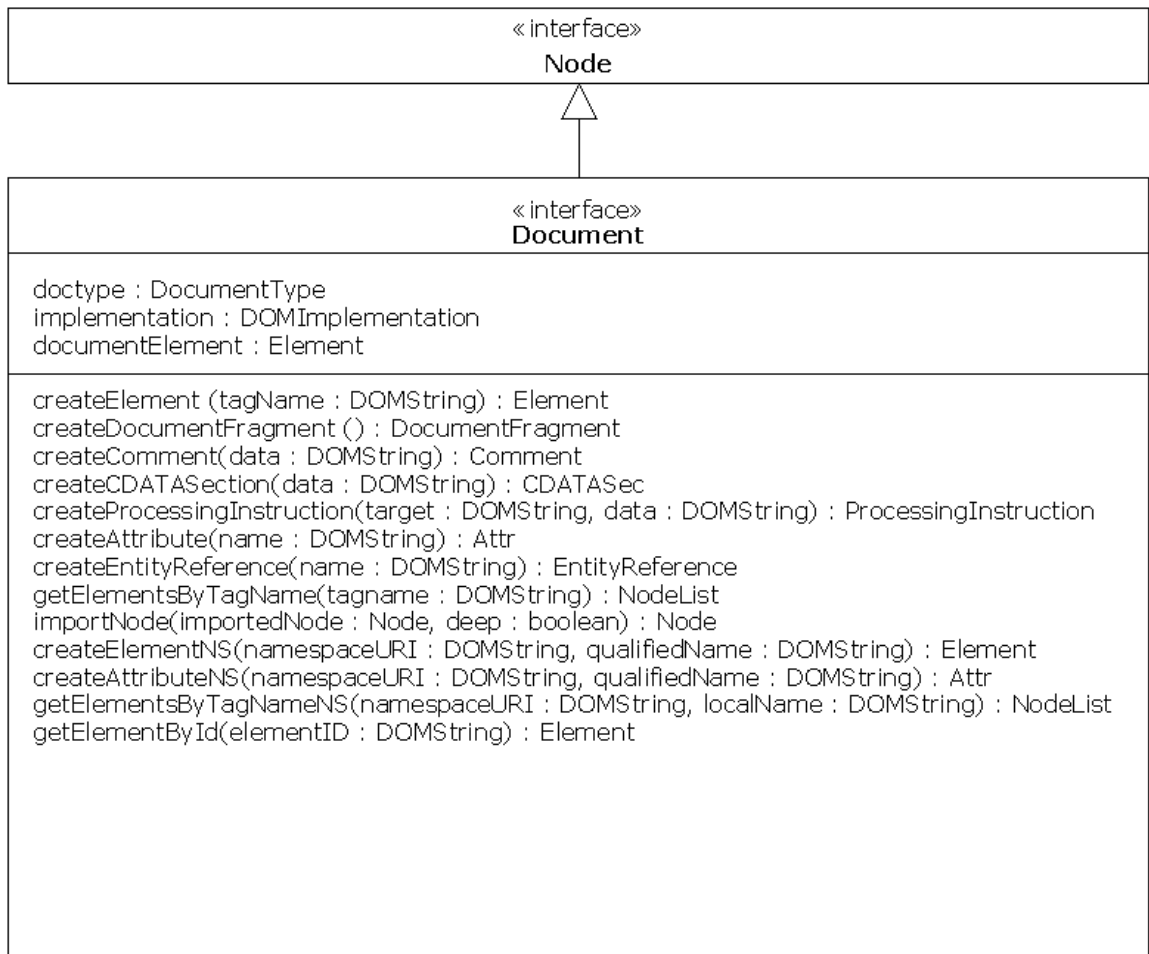 «interface»
Node
«interface»
Document
doctype : DocumentType
implementation : DOMImplementation
documentElement : Element
createElement (tagName : DOMString) : Element
createDocumentFragment () : DocumentFragment
createComment(data : DOMString) : Comment
createCDATASection(data : DOMString) : CDATASec
createProcessingInstruction(target : DOMString, data : DOMString) : ProcessingInstruction
createAttribute(name : DOMString) : Attr
createEntityReference(name : DOMString) : EntityReference
getElementsByTagName(tagname : DOMString) : NodeList
importNode(importedNode : Node, deep : boolean) : Node
createElementNS(namespaceURI : DOMString, qualifiedName : DOMString) : Element
createAttributeNS(namespaceURI : DOMString, qualifiedName : DOMString) : Attr
getElementsByTagNameNS(namespaceURI : DOMString, localName : DOMString) : NodeList
getElementById(elementID : DOMString) : Element